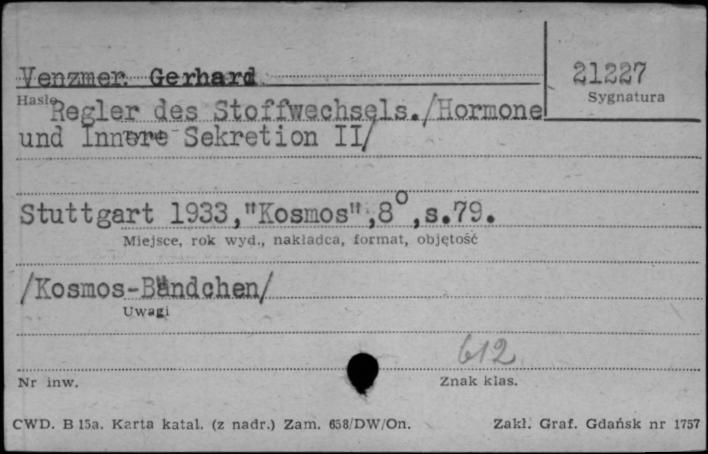 Venzmer Gerhard
21227
Hasło
Sygnatura
Regler des Stoffwechsels./Hormone
und Innere Sekretion II/
Stuttgart 1933,"Kosmos",8°,s.79.
Miejsce, rok wyd., nakładca, format, objętość
/Kosmos-Bändchen/
Uwagi
612
Nr inw.
Znak klas.
CWD. B 15a. Karta katal. (z nadr.) Zam. 658/DW/On.
Zakł. Graf. Gdańsk nr 1757